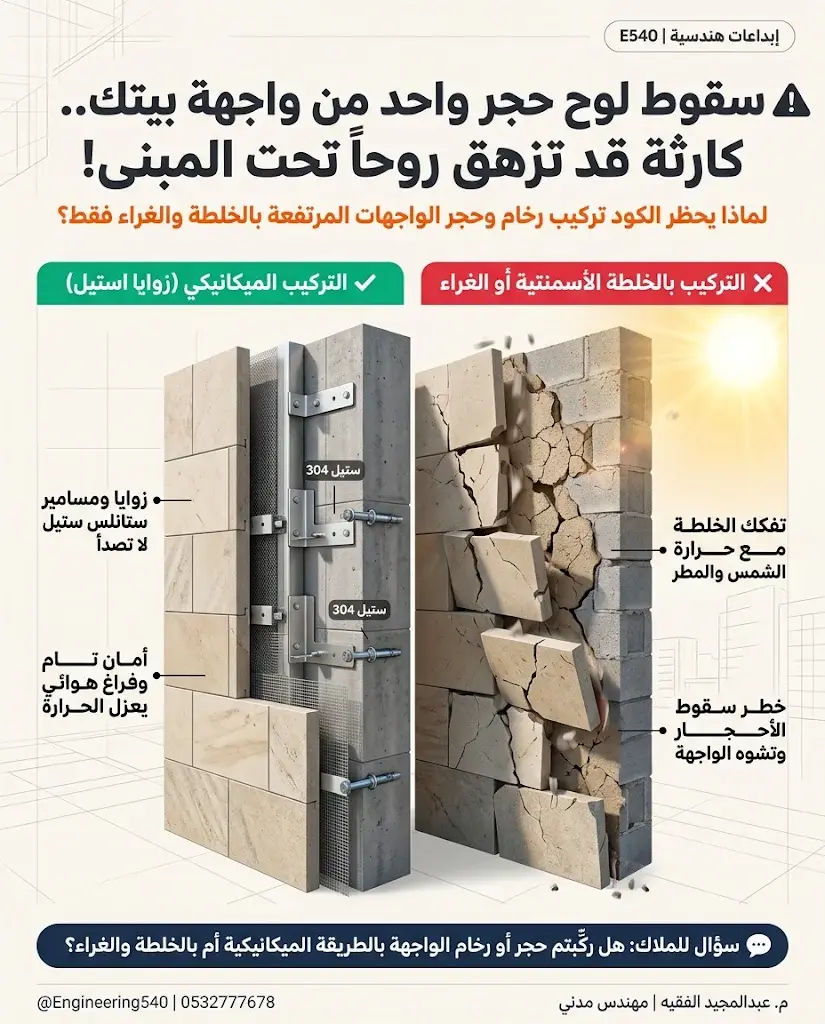 إبداعات هندسية | E540
سقوط لوح حجر واحد من واجهة بيتك..
كارثة قد تزهق روحاً تحت المبنى!
لماذا يحظر الكود تركيب رخام وحجر الواجهات المرتفعة بالخلطة والغراء فقط؟
التركيب بالخلطة الأسمنتية أو الغراء
تفكك الخلطة
مع حرارة
الشمس والمطر
خطر سقوط
الأحجار
وتشوه الواجهة
التركيب الميكانيكي (زوايا استيل)
ستيل 304
ستيل 304
زوايا ومسامير
ستانلس ستيل
لا تصدأ
أمان تام
وفراغ هوائي
يعزل الحرارة
سؤال للملاك: هل ركَّبتم حجر أو رخام الواجهة بالطريقة الميكانيكية أم بالخلطة والغراء؟
م. عبدالمجيد الفقيه | مهندس مدني
@Engineering540 | 0532777678